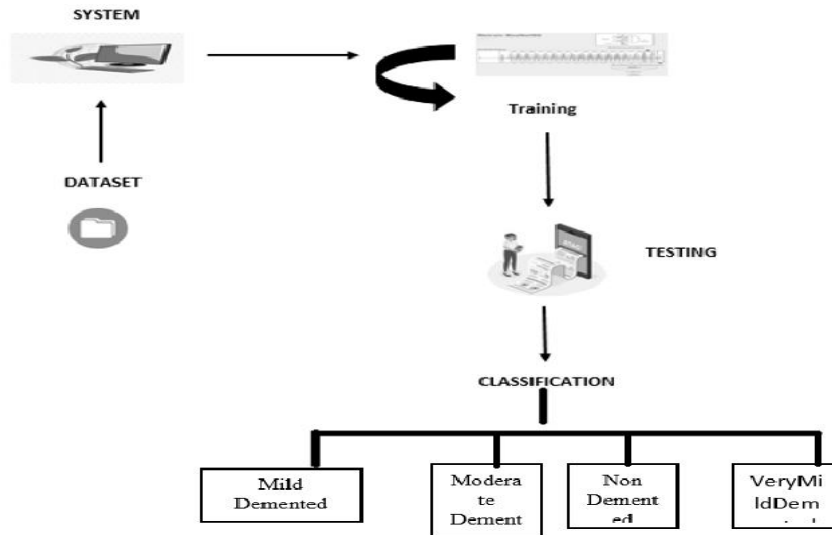 SYSTEM
DATASET
Training
TESTING
CLASSIFICATION
Mild
Demented
Modera
te
Dement
Non
Dement
ed
VeryMi
ldDem